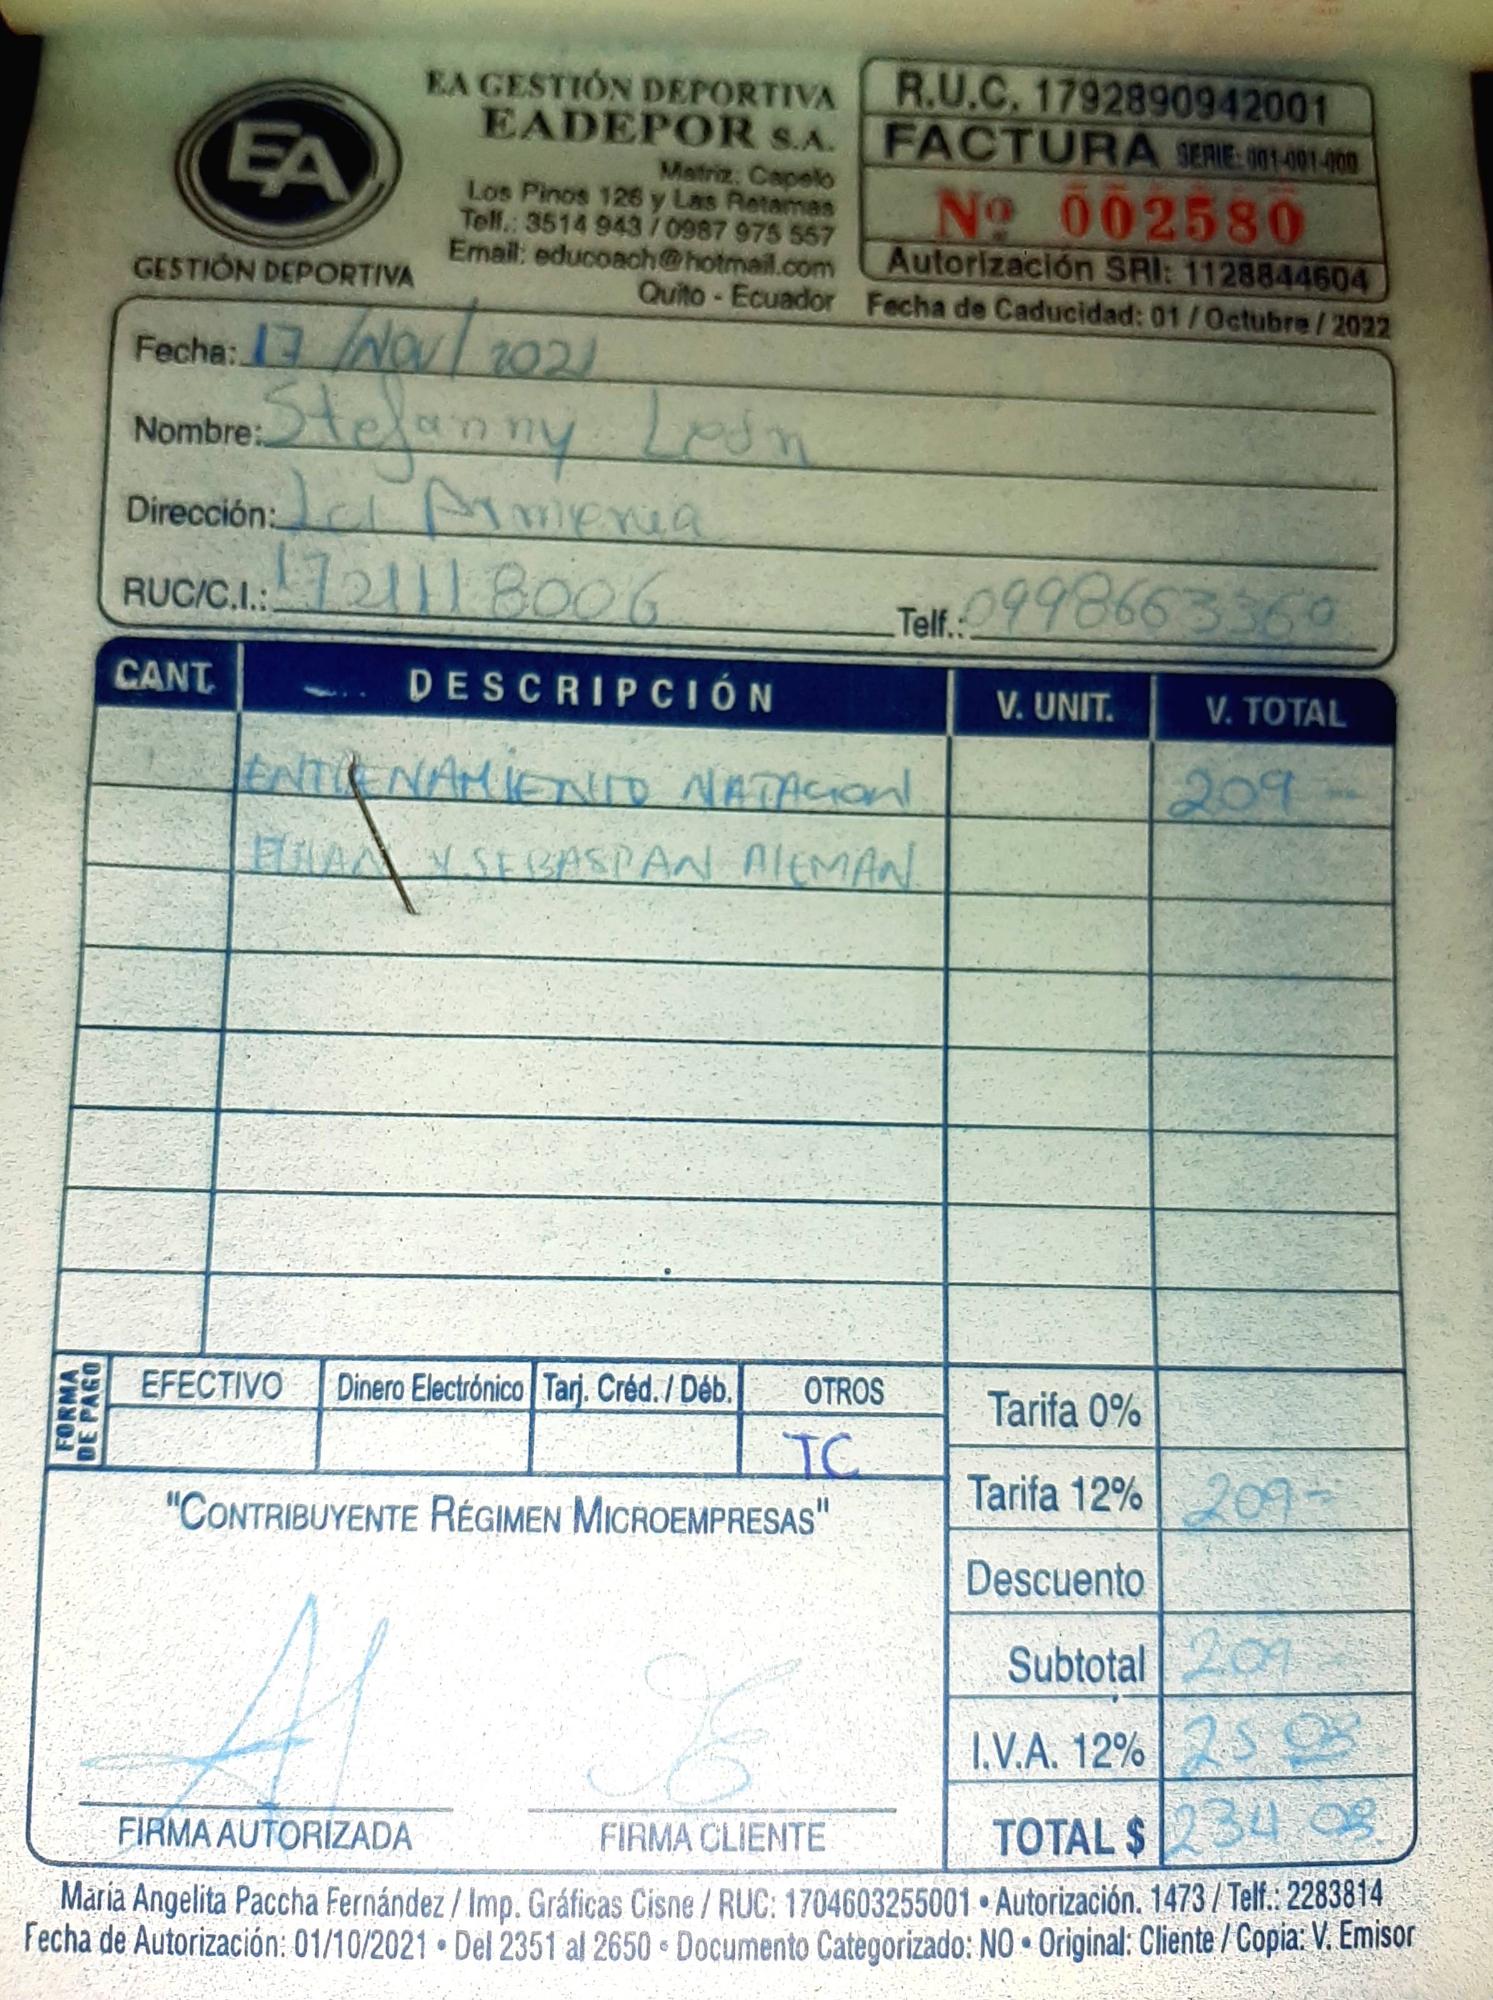 EA
GESTIÓN DEPORTIVA
EA GESTIÓN DEPORTIVA
EADEPOR S.A.
Matriz: Capelo
Los Pinos 126 y Las Retamas
Telf.: 3514 943 / 0987 975 557
Email: educoach@hotmail.com
Quito - Ecuador
R.U.C. 1792890942001
FACTURA SERIE: 001-001-000
Nº 002580
Autorización SRI: 1128844604
Fecha de Caducidad: 01 / Octubre / 2022
Fecha: 17 / Nov / 2021
Nombre: Stefanny León
Dirección: La Armenia
RUC/C.I.: 1721118006 Telf.: 0998663360
CANT. DESCRIPCIÓN V. UNIT. V. TOTAL
ENTRENAMIENTO NATACION 209 -
Y SEBASTIAN ALEMAN
FORMA DE PAGO
EFECTIVO Dinero Electrónico Tarj. Créd. / Déb. OTROS
TC
Tarifa 0%
Tarifa 12% 209 -
Descuento
Subtotal 209 -
I.V.A. 12% 25 08
TOTAL $ 234 08
"CONTRIBUYENTE RÉGIMEN MICROEMPRESAS"
FIRMA AUTORIZADA FIRMA CLIENTE
María Angelita Paccha Fernández / Imp. Gráficas Cisne / RUC: 1704603255001 • Autorización. 1473 / Telf.: 2283814
Fecha de Autorización: 01/10/2021 • Del 2351 al 2650 • Documento Categorizado: NO • Original: Cliente / Copia: V. Emisor